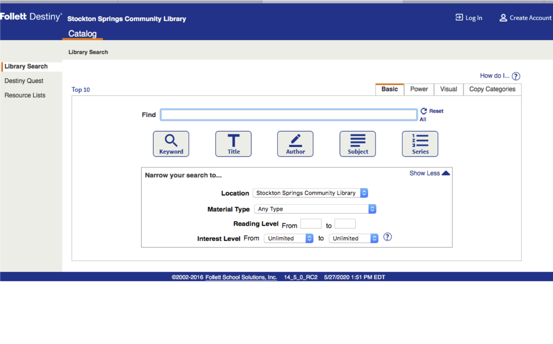 Follett Destiny® Stockton Springs Community Library
Log In
Create Account
Catalog
Library Search
Library Search
Destiny Quest
Resource Lists
How do I... ?
Top 10
Basic Power Visual Copy Categories
Find
Reset All
Keyword Title Author Subject Series
Narrow your search to...
Show Less
Location Stockton Springs Community Library
Material Type Any Type
Reading Level From to
Interest Level From Unlimited to Unlimited ?
©2002-2016 Follett School Solutions, Inc. 14_5_0_RC2 5/27/2020 1:51 PM EDT